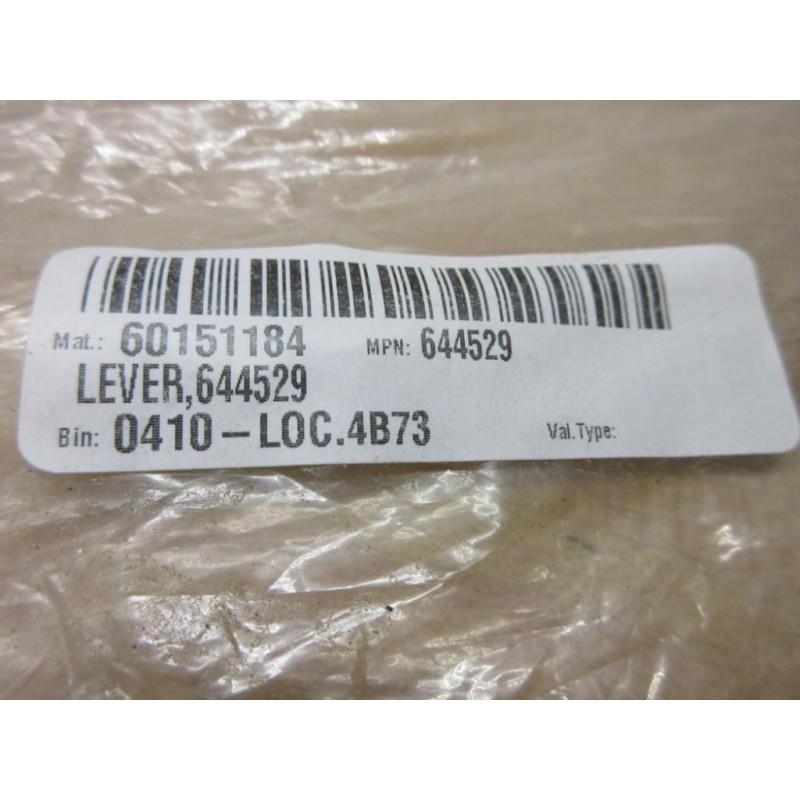 Mat.: 60151184 MPN: 644529
LEVER,644529
Bin: 0410-LOC.4B73 Val.Type: